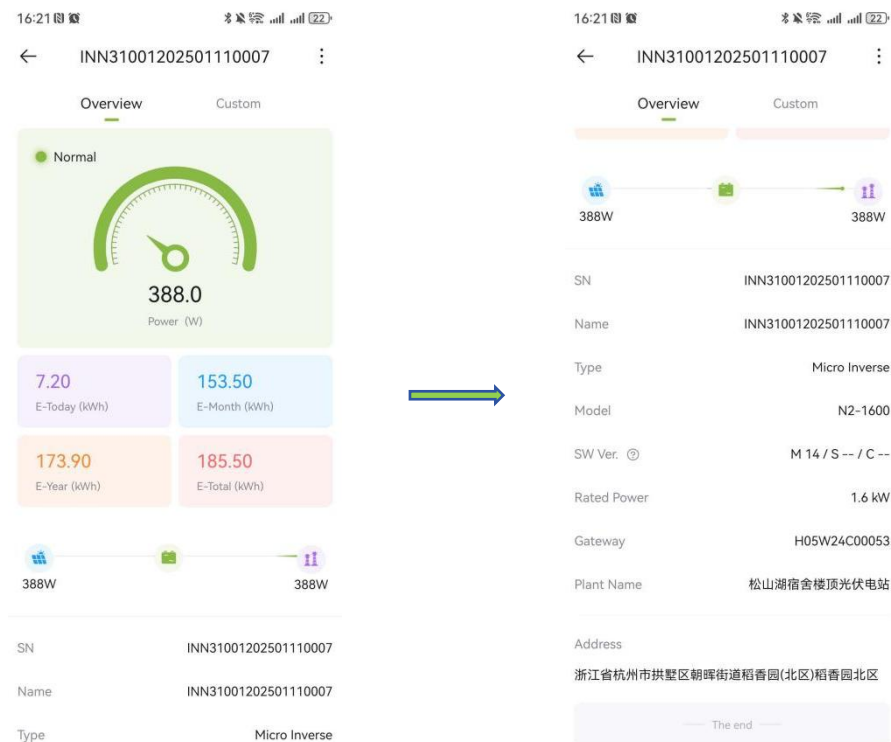 16:21 22
INN31001202501110007
Overview Custom
Normal
388.0
Power (W)
7.20
E-Today (kWh)
153.50
E-Month (kWh)
173.90
E-Year (kWh)
185.50
E-Total (kWh)
388W 388W
SN INN31001202501110007
Name INN31001202501110007
Type Micro Inverse
16:21 22
INN31001202501110007
Overview Custom
388W 388W
SN INN31001202501110007
Name INN31001202501110007
Type Micro Inverse
Model N2-1600
SW Ver. ? M 14 / S -- / C --
Rated Power 1.6 kW
Gateway H05W24C00053
Plant Name 松山湖宿舍楼顶光伏电站
Address
浙江省杭州市拱墅区朝晖街道稻香园(北区)稻香园北区
The end